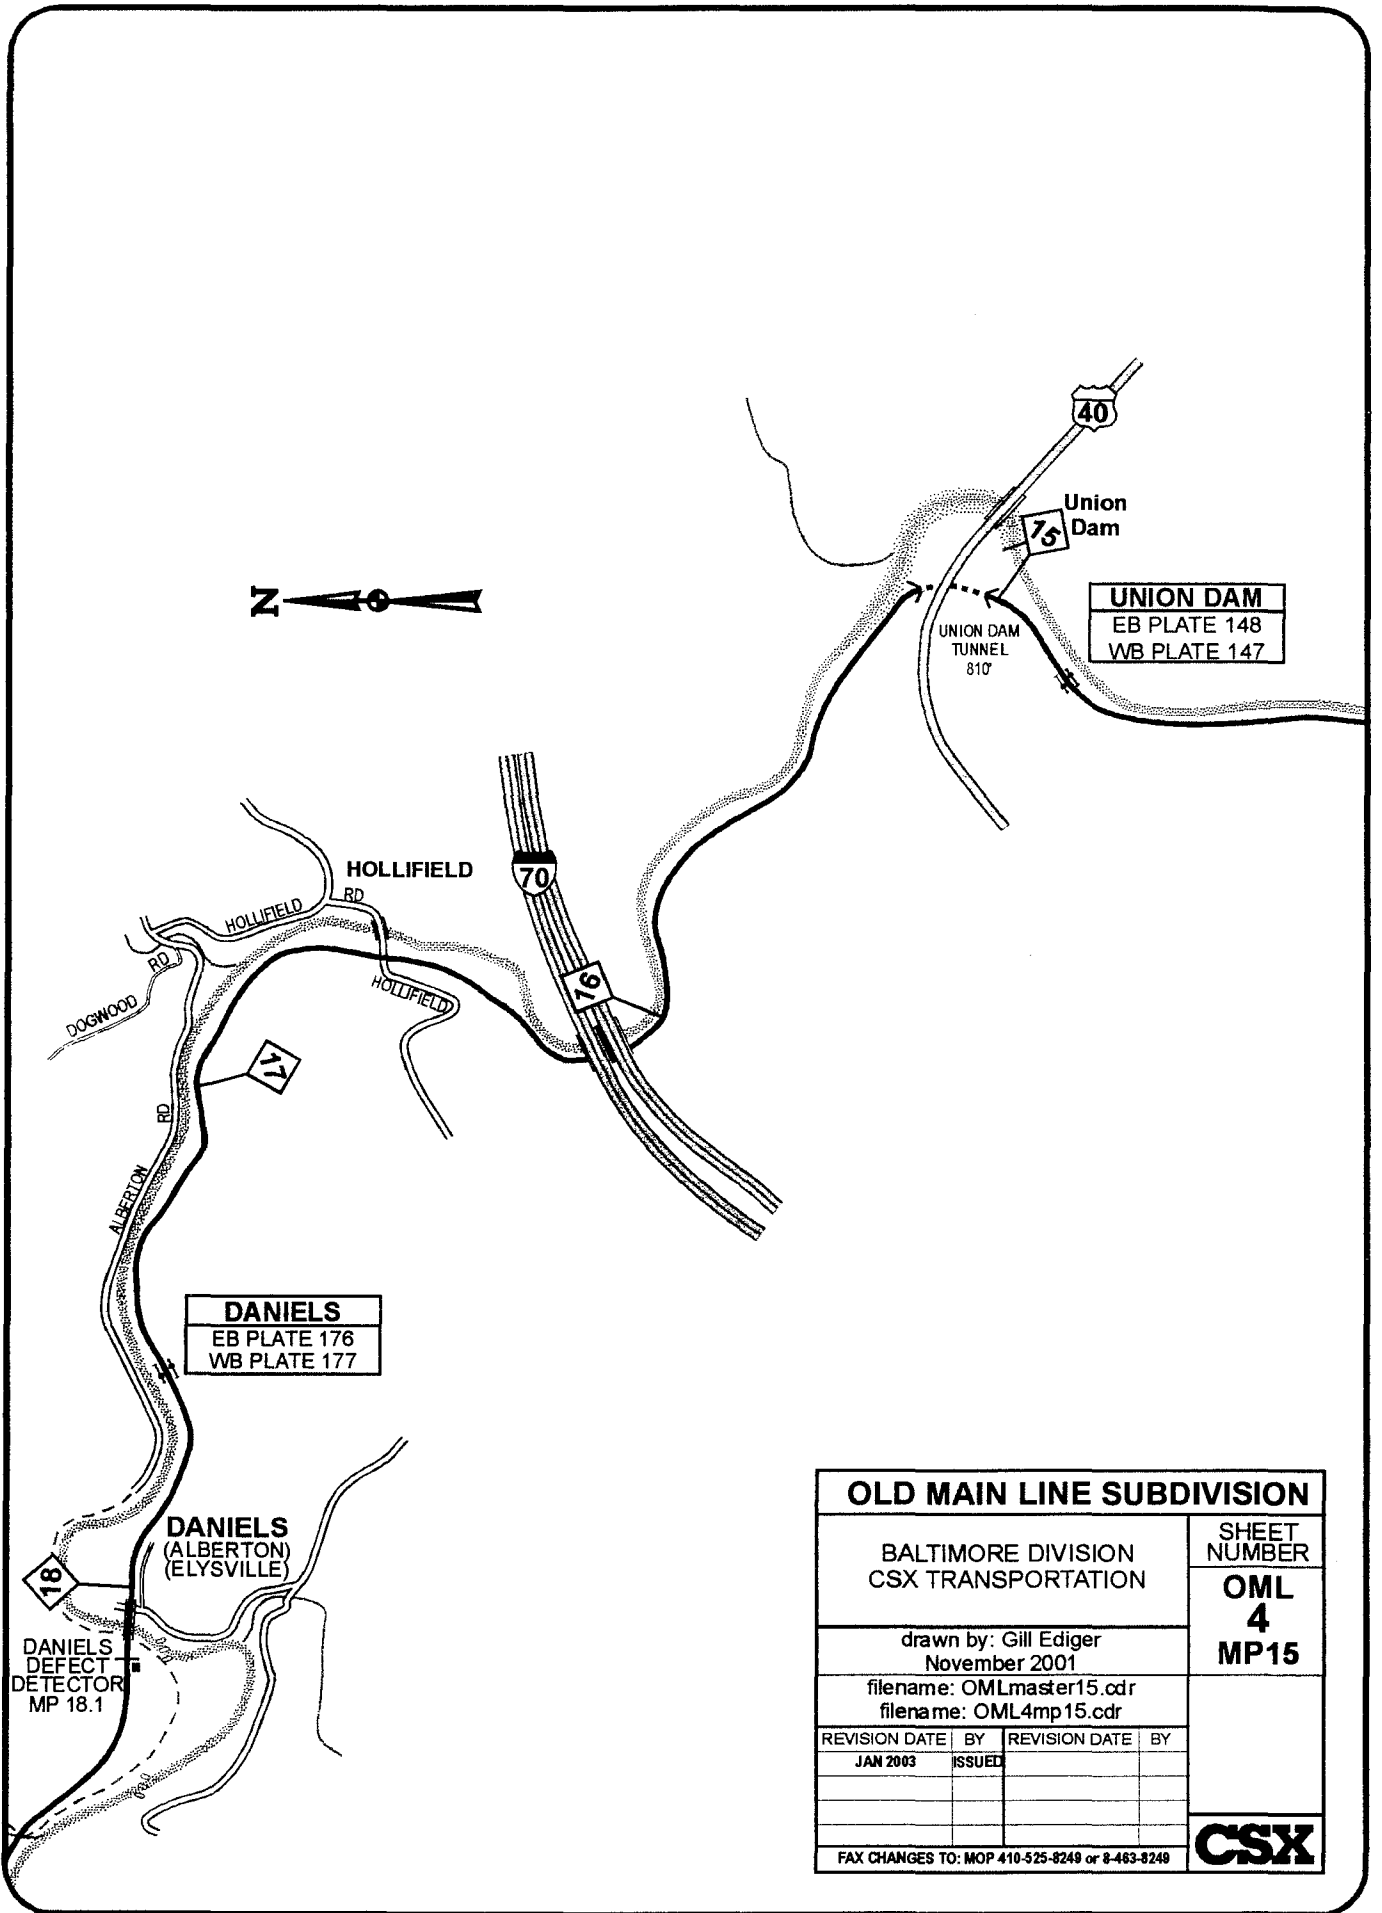 40
Union
Dam
15
N
UNION DAM
EB PLATE 148
WB PLATE 147
UNION DAM
TUNNEL
810'
HOLLIFIELD
70
HOLLIFIELD RD
DOGWOOD RD
HOLLIFIELD
16
17
ALBERTON RD
DANIELS
EB PLATE 176
WB PLATE 177
DANIELS
(ALBERTON)
(ELYSVILLE)
18
DANIELS
DEFECT
DETECTOR
MP 18.1
OLD MAIN LINE SUBDIVISION
BALTIMORE DIVISION
CSX TRANSPORTATION
SHEET
NUMBER
OML
4
MP15
drawn by: Gill Ediger
November 2001
filename: OMLmaster15.cdr
filename: OML4mp15.cdr
REVISION DATE BY REVISION DATE BY
JAN 2003 ISSUED
FAX CHANGES TO: MOP 410-525-8249 or 8-463-8249
CSX